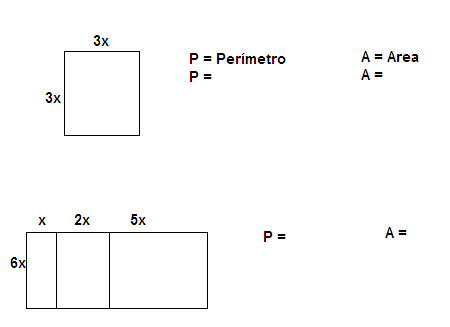 3x
3x
P = Perímetro
P =
A = Area
A =
x 2x 5x
6x
P =
A =